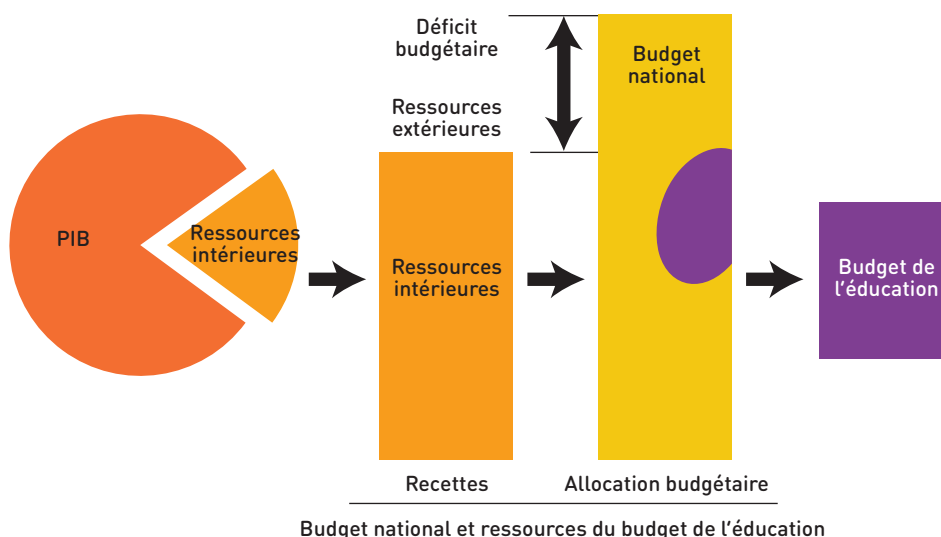 Déficit
budgétaire
Budget
national
Ressources
extérieures
PIB
Ressources
intérieures
Ressources
intérieures
Budget de
l'éducation
Recettes
Allocation budgétaire
Budget national et ressources du budget de l'éducation